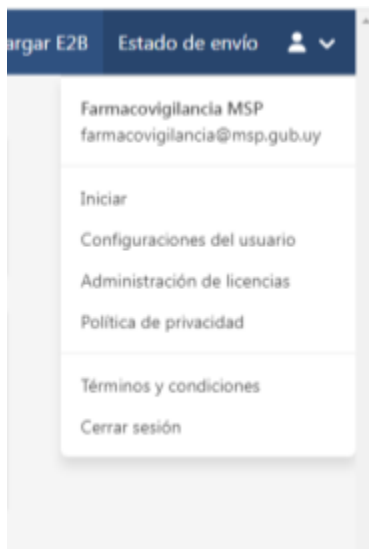 argar E2B Estado de envío
Farmacovigilancia MSP
farmacovigilancia@msp.gub.uy
Iniciar
Configuraciones del usuario
Administración de licencias
Política de privacidad
Términos y condiciones
Cerrar sesión